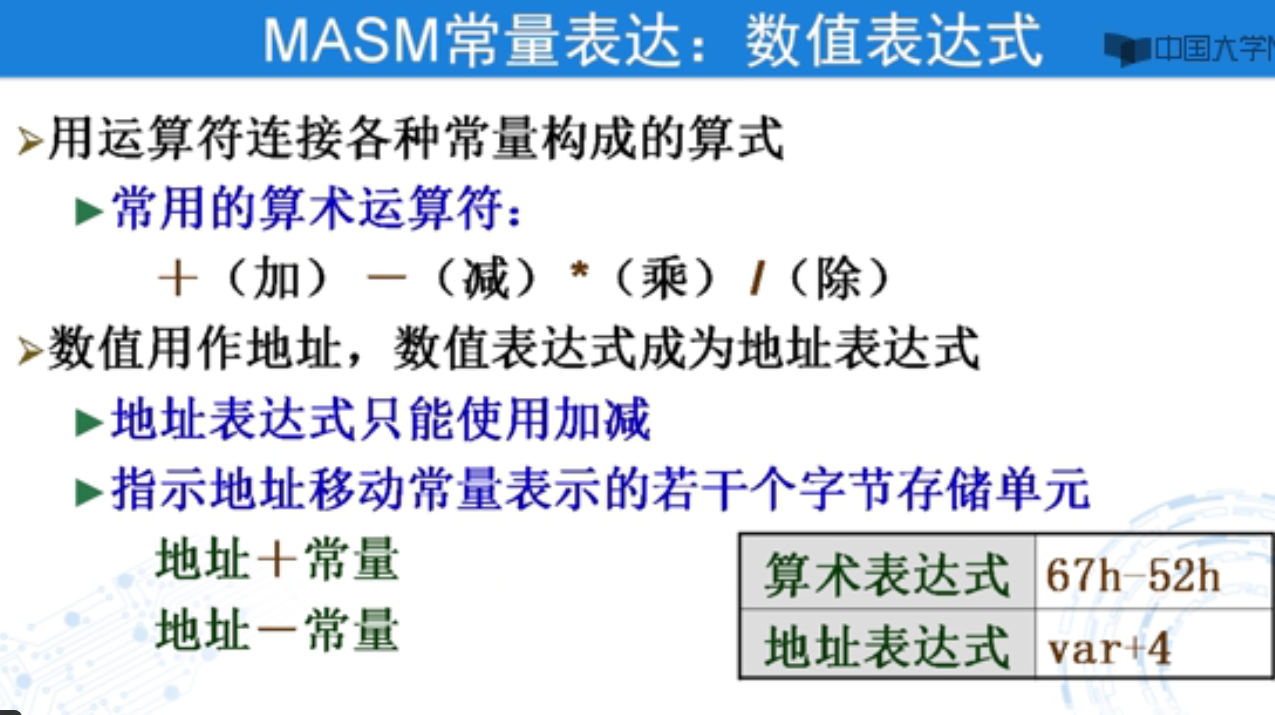 MASM常量表达：数值表达式
中国大学
用运算符连接各种常量构成的算式
常用的算术运算符：
＋（加）－（减）*（乘）/（除）
数值用作地址，数值表达式成为地址表达式
地址表达式只能使用加减
指示地址移动常量表示的若干个字节存储单元
地址＋常量
地址－常量
算术表达式 67h-52h
地址表达式 var+4